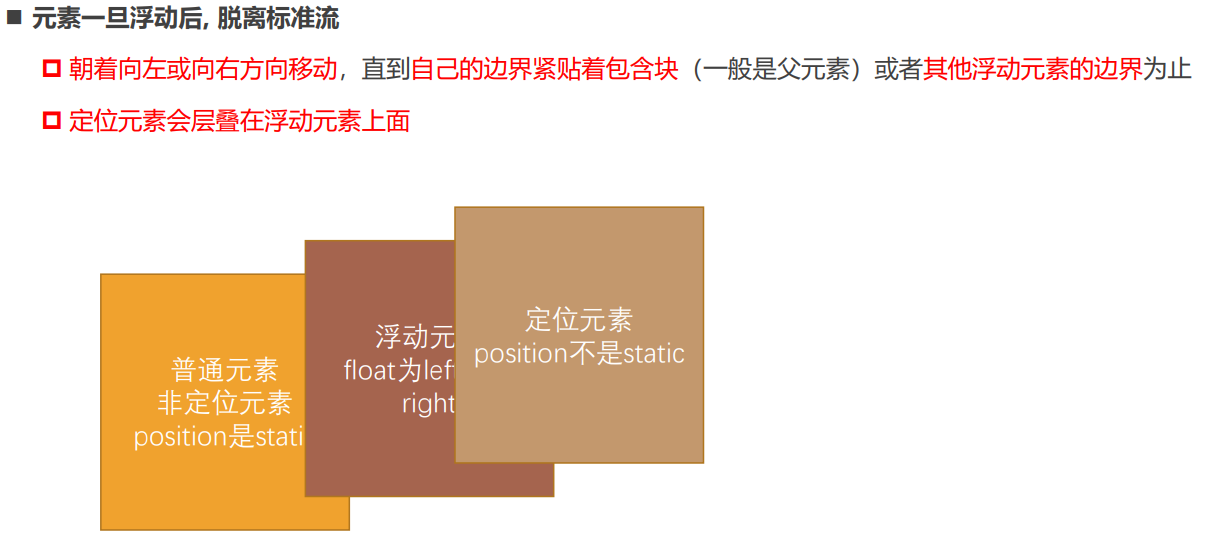 元素一旦浮动后, 脱离标准流
朝着向左或向右方向移动，直到自己的边界紧贴着包含块（一般是父元素）或者其他浮动元素的边界为止
定位元素会层叠在浮动元素上面
普通元素
非定位元素
position是stati
浮动元
float为lef
right
定位元素
position不是static